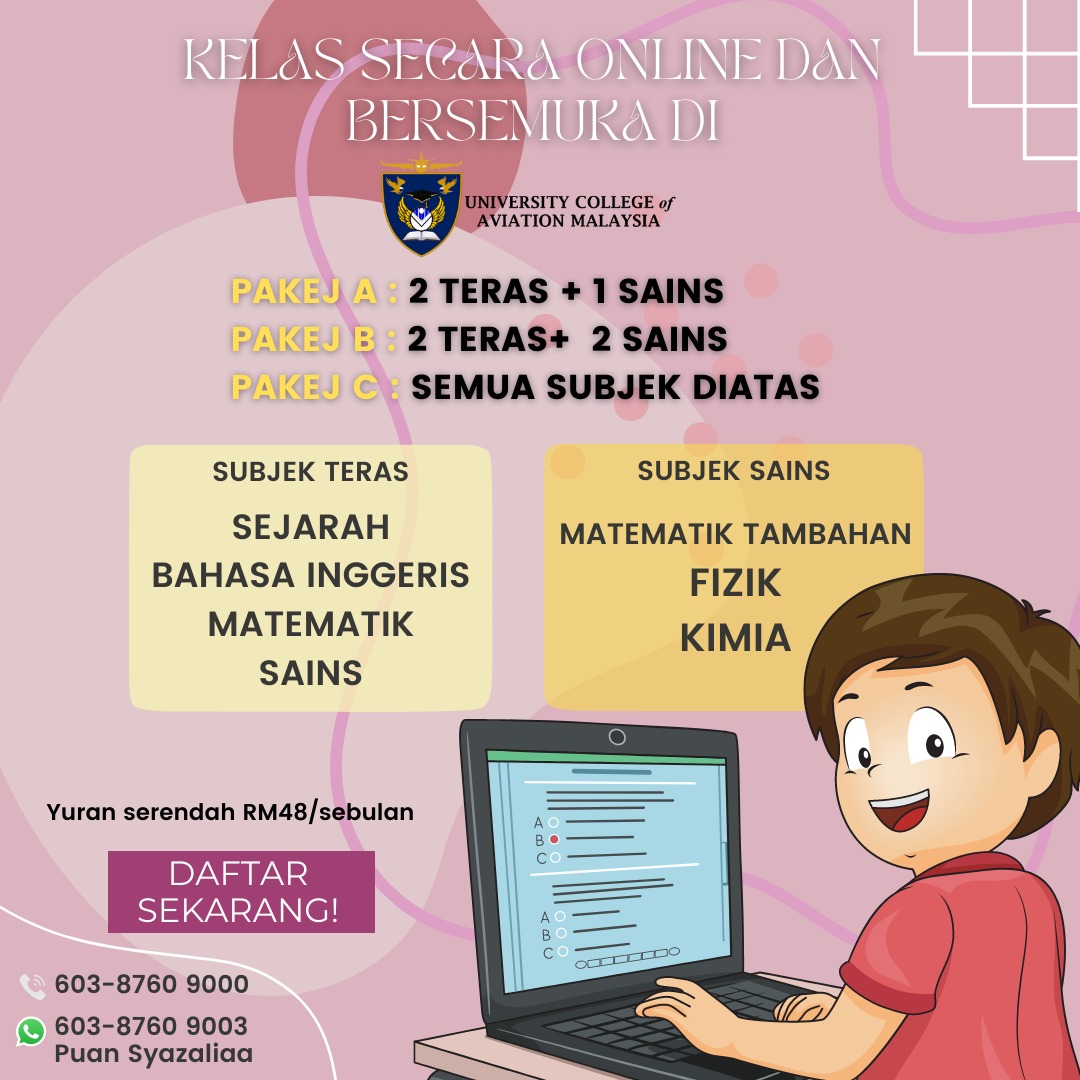 KELAS SECARA ONLINE DAN
BERSEMUKA DI
UNIVERSITY COLLEGE of
AVIATION MALAYSIA
PAKEJ A : 2 TERAS + 1 SAINS
PAKEJ B : 2 TERAS+ 2 SAINS
PAKEJ C : SEMUA SUBJEK DIATAS
SUBJEK TERAS
SEJARAH
BAHASA INGGERIS
MATEMATIK
SAINS
SUBJEK SAINS
MATEMATIK TAMBAHAN
FIZIK
KIMIA
A
B
C
A
B
C
Yuran serendah RM48/sebulan
DAFTAR
SEKARANG!
603-8760 9000
603-8760 9003
Puan Syazaliaa